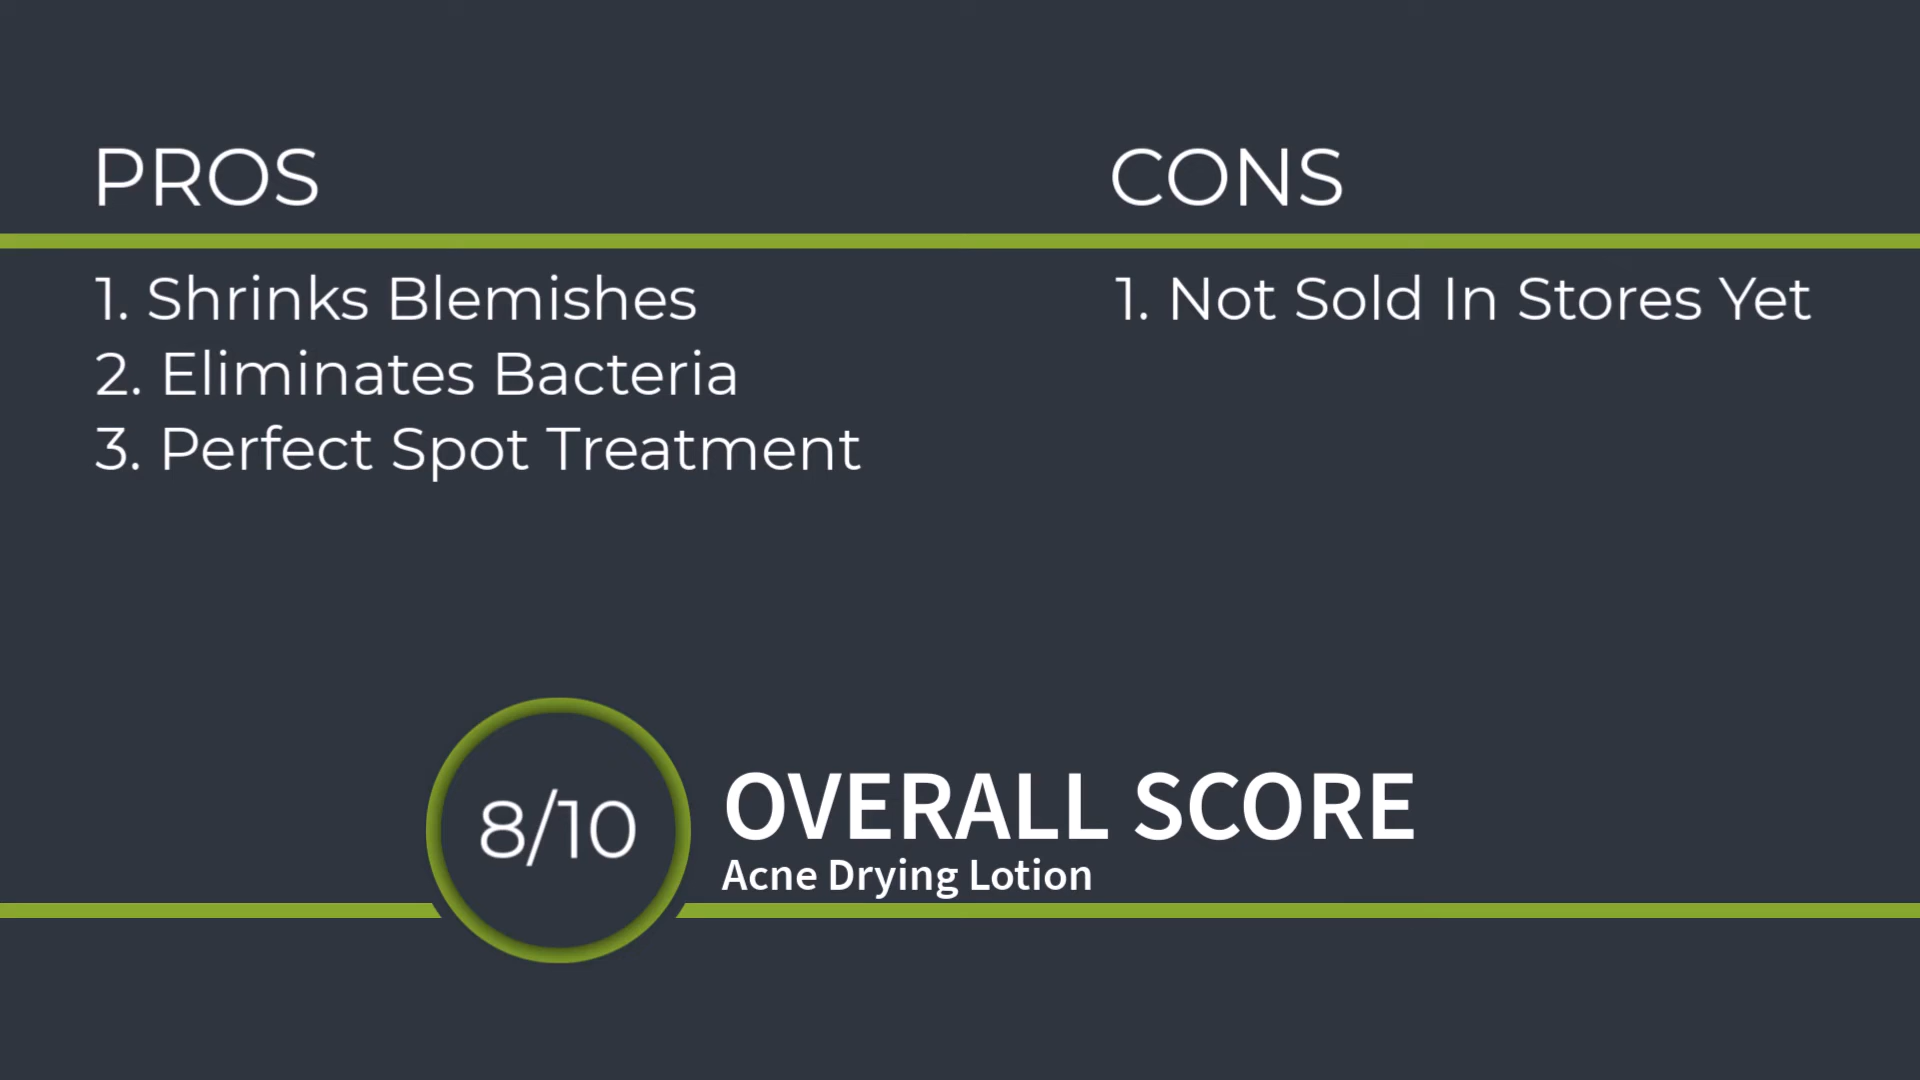 PROS
1. Shrinks Blemishes
2. Eliminates Bacteria
3. Perfect Spot Treatment
CONS
1. Not Sold In Stores Yet
8/10
OVERALL SCORE
Acne Drying Lotion